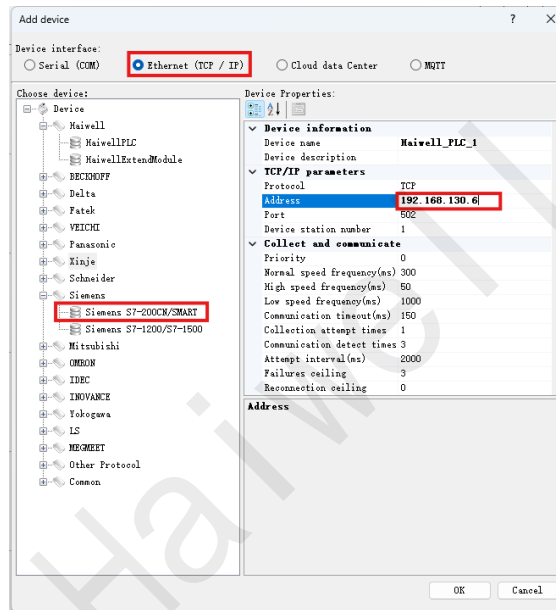 Add device ? ×
Device interface:
Serial (COM) Ethernet (TCP / IP) Cloud data Center MQTT
Choose device:
Device
Haiwell
HaiwellPLC
HaiwellExtendModule
BECKHOFF
Delta
Fatek
VEICHI
Panasonic
Xinje
Schneider
Siemens
Siemens S7-200CN/SMART
Siemens S7-1200/S7-1500
Mitsubishi
OMRON
IDEC
INOVANCE
Yokogawa
LS
MEGMEET
Other Protocol
Common
Device Properties:
Device information
Device name Haiwell_PLC_1
Device description
TCP/IP parameters
Protocol TCP
Address 192.168.130.6
Port 502
Device station number 1
Collect and communicate
Priority 0
Normal speed frequency(ms) 300
High speed frequency(ms) 50
Low speed frequency(ms) 1000
Communication timeout(ms) 150
Collection attempt times 1
Communication detect times 3
Attempt interval(ms) 2000
Failures ceiling 3
Reconnection ceiling 0
Address
OK Cancel
Haiwell